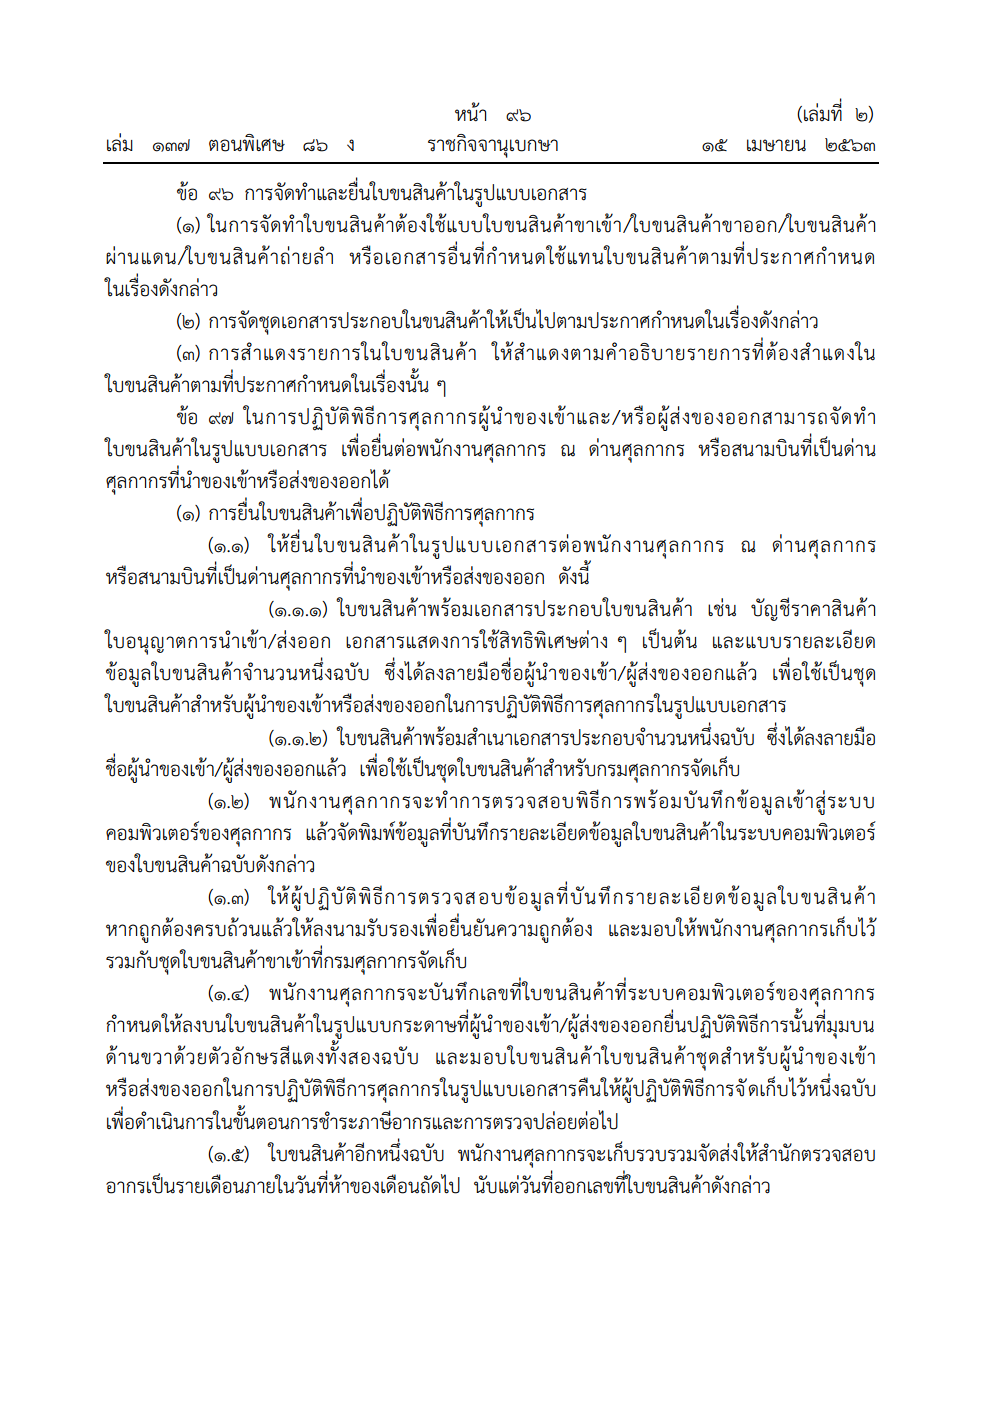 หน้า ๙๖ (เล่มที่ ๒)
เล่ม ๑๓๗ ตอนพิเศษ ๘๖ ง ราชกิจจานุเบกษา ๑๕ เมษายน ๒๕๖๓
ข้อ ๙๖ การจัดทำและยื่นใบขนสินค้าในรูปแบบเอกสาร
(๑) ในการจัดทำใบขนสินค้าต้องใช้แบบใบขนสินค้าขาเข้า/ใบขนสินค้าขาออก/ใบขนสินค้า
ผ่านแดน/ใบขนสินค้าถ่ายลำ หรือเอกสารอื่นที่กำหนดใช้แทนใบขนสินค้าตามที่ประกาศกำหนด
ในเรื่องดังกล่าว
(๒) การจัดชุดเอกสารประกอบในขนสินค้าให้เป็นไปตามประกาศกำหนดในเรื่องดังกล่าว
(๓) การสำแดงรายการในใบขนสินค้า ให้สำแดงตามคำอธิบายรายการที่ต้องสำแดงใน
ใบขนสินค้าตามที่ประกาศกำหนดในเรื่องนั้น ๆ
ข้อ ๙๗ ในการปฏิบัติพิธีการศุลกากรผู้นำของเข้าและ/หรือผู้ส่งของออกสามารถจัดทำ
ใบขนสินค้าในรูปแบบเอกสาร เพื่อยื่นต่อพนักงานศุลกากร ณ ด่านศุลกากร หรือสนามบินที่เป็นด่าน
ศุลกากรที่นำของเข้าหรือส่งของออกได้
(๑) การยื่นใบขนสินค้าเพื่อปฏิบัติพิธีการศุลกากร
(๑.๑) ให้ยื่นใบขนสินค้าในรูปแบบเอกสารต่อพนักงานศุลกากร ณ ด่านศุลกากร
หรือสนามบินที่เป็นด่านศุลกากรที่นำของเข้าหรือส่งของออก ดังนี้
(๑.๑.๑) ใบขนสินค้าพร้อมเอกสารประกอบใบขนสินค้า เช่น บัญชีราคาสินค้า
ใบอนุญาตการนำเข้า/ส่งออก เอกสารแสดงการใช้สิทธิพิเศษต่าง ๆ เป็นต้น และแบบรายละเอียด
ข้อมูลใบขนสินค้าจำนวนหนึ่งฉบับ ซึ่งได้ลงลายมือชื่อผู้นำของเข้า/ผู้ส่งของออกแล้ว เพื่อใช้เป็นชุด
ใบขนสินค้าสำหรับผู้นำของเข้าหรือส่งของออกในการปฏิบัติพิธีการศุลกากรในรูปแบบเอกสาร
(๑.๑.๒) ใบขนสินค้าพร้อมสำเนาเอกสารประกอบจำนวนหนึ่งฉบับ ซึ่งได้ลงลายมือ
ชื่อผู้นำของเข้า/ผู้ส่งของออกแล้ว เพื่อใช้เป็นชุดใบขนสินค้าสำหรับกรมศุลกากรจัดเก็บ
(๑.๒) พนักงานศุลกากรจะทำการตรวจสอบพิธีการพร้อมบันทึกข้อมูลเข้าสู่ระบบ
คอมพิวเตอร์ของศุลกากร แล้วจัดพิมพ์ข้อมูลที่บันทึกรายละเอียดข้อมูลใบขนสินค้าในระบบคอมพิวเตอร์
ของใบขนสินค้าฉบับดังกล่าว
(๑.๓) ให้ผู้ปฏิบัติพิธีการตรวจสอบข้อมูลที่บันทึกรายละเอียดข้อมูลใบขนสินค้า
หากถูกต้องครบถ้วนแล้วให้ลงนามรับรองเพื่อยืนยันความถูกต้อง และมอบให้พนักงานศุลกากรเก็บไว้
รวมกับชุดใบขนสินค้าขาเข้าที่กรมศุลกากรจัดเก็บ
(๑.๔) พนักงานศุลกากรจะบันทึกเลขที่ใบขนสินค้าที่ระบบคอมพิวเตอร์ของศุลกากร
กำหนดให้ลงบนใบขนสินค้าในรูปแบบกระดาษที่ผู้นำของเข้า/ผู้ส่งของออกยื่นปฏิบัติพิธีการนั้นที่มุมบน
ด้านขวาด้วยตัวอักษรสีแดงทั้งสองฉบับ และมอบใบขนสินค้าใบขนสินค้าชุดสำหรับผู้นำของเข้า
หรือส่งของออกในการปฏิบัติพิธีการศุลกากรในรูปแบบเอกสารคืนให้ผู้ปฏิบัติพิธีการจัดเก็บไว้หนึ่งฉบับ
เพื่อดำเนินการในขั้นตอนการชำระภาษีอากรและการตรวจปล่อยต่อไป
(๑.๕) ใบขนสินค้าอีกหนึ่งฉบับ พนักงานศุลกากรจะเก็บรวบรวมจัดส่งให้สำนักตรวจสอบ
อากรเป็นรายเดือนภายในวันที่ห้าของเดือนถัดไป นับแต่วันที่ออกเลขที่ใบขนสินค้าดังกล่าว